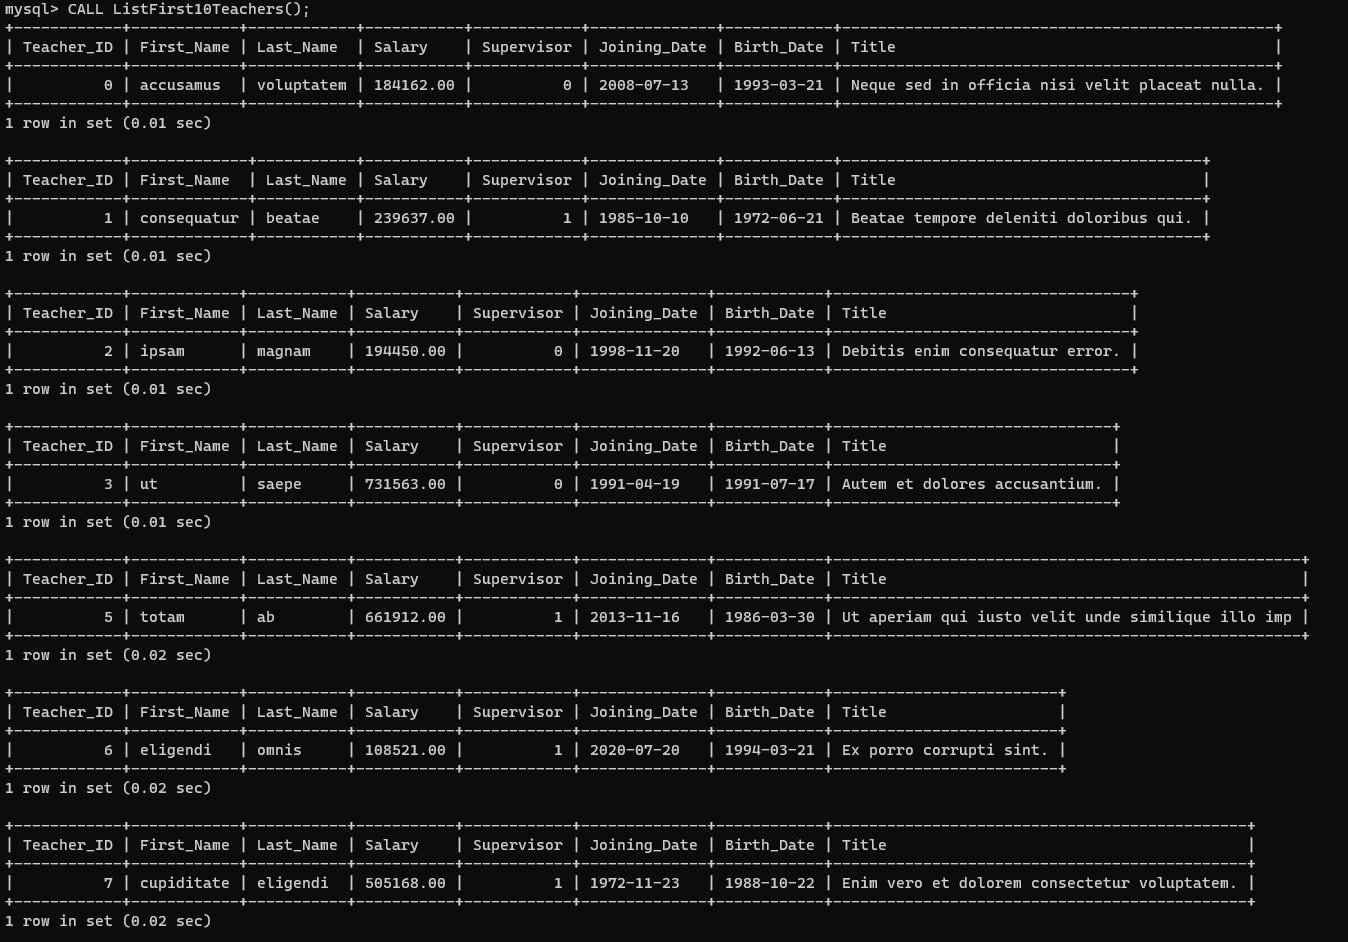 mysql> CALL ListFirst10Teachers();
+------------+------------+-----------+-----------+------------+--------------+------------+------------------------------------------------+
| Teacher_ID | First_Name | Last_Name  | Salary    | Supervisor | Joining_Date | Birth_Date | Title                                          |
+------------+------------+-----------+-----------+------------+--------------+------------+------------------------------------------------+
|          0 | accusamus  | voluptatem | 184162.00 |          0 | 2008-07-13   | 1993-03-21 | Neque sed in officia nisi velit placeat nulla. |
+------------+------------+-----------+-----------+------------+--------------+------------+------------------------------------------------+
1 row in set (0.01 sec)

+------------+-------------+-----------+-----------+------------+--------------+------------+----------------------------------------+
| Teacher_ID | First_Name  | Last_Name | Salary    | Supervisor | Joining_Date | Birth_Date | Title                                  |
+------------+-------------+-----------+-----------+------------+--------------+------------+----------------------------------------+
|          1 | consequatur | beatae    | 239637.00 |          1 | 1985-10-10   | 1972-06-21 | Beatae tempore deleniti doloribus qui. |
+------------+-------------+-----------+-----------+------------+--------------+------------+----------------------------------------+
1 row in set (0.01 sec)

+------------+------------+-----------+-----------+------------+--------------+------------+--------------------------------+
| Teacher_ID | First_Name | Last_Name | Salary    | Supervisor | Joining_Date | Birth_Date | Title                          |
+------------+------------+-----------+-----------+------------+--------------+------------+--------------------------------+
|          2 | ipsam      | magnam    | 194450.00 |          0 | 1998-11-20   | 1992-06-13 | Debitis enim consequatur error. |
+------------+------------+-----------+-----------+------------+--------------+------------+--------------------------------+
1 row in set (0.01 sec)

+------------+------------+-----------+-----------+------------+--------------+------------+-------------------------------+
| Teacher_ID | First_Name | Last_Name | Salary    | Supervisor | Joining_Date | Birth_Date | Title                         |
+------------+------------+-----------+-----------+------------+--------------+------------+-------------------------------+
|          3 | ut         | saepe     | 731563.00 |          0 | 1991-04-19   | 1991-07-17 | Autem et dolores accusantium. |
+------------+------------+-----------+-----------+------------+--------------+------------+-------------------------------+
1 row in set (0.01 sec)

+------------+------------+-----------+-----------+------------+--------------+------------+----------------------------------------------------+
| Teacher_ID | First_Name | Last_Name | Salary    | Supervisor | Joining_Date | Birth_Date | Title                                              |
+------------+------------+-----------+-----------+------------+--------------+------------+----------------------------------------------------+
|          5 | totam      | ab        | 661912.00 |          1 | 2013-11-16   | 1986-03-30 | Ut aperiam qui iusto velit unde similique illo imp |
+------------+------------+-----------+-----------+------------+--------------+------------+----------------------------------------------------+
1 row in set (0.02 sec)

+------------+------------+-----------+-----------+------------+--------------+------------+-------------------------+
| Teacher_ID | First_Name | Last_Name | Salary    | Supervisor | Joining_Date | Birth_Date | Title                   |
+------------+------------+-----------+-----------+------------+--------------+------------+-------------------------+
|          6 | eligendi   | omnis     | 108521.00 |          1 | 2020-07-20   | 1994-03-21 | Ex porro corrupti sint. |
+------------+------------+-----------+-----------+------------+--------------+------------+-------------------------+
1 row in set (0.02 sec)

+------------+------------+-----------+-----------+------------+--------------+------------+----------------------------------------------+
| Teacher_ID | First_Name | Last_Name | Salary    | Supervisor | Joining_Date | Birth_Date | Title                                        |
+------------+------------+-----------+-----------+------------+--------------+------------+----------------------------------------------+
|          7 | cupiditate | eligendi  | 505168.00 |          1 | 1972-11-23   | 1988-10-22 | Enim vero et dolorem consectetur voluptatem. |
+------------+------------+-----------+-----------+------------+--------------+------------+----------------------------------------------+
1 row in set (0.02 sec)